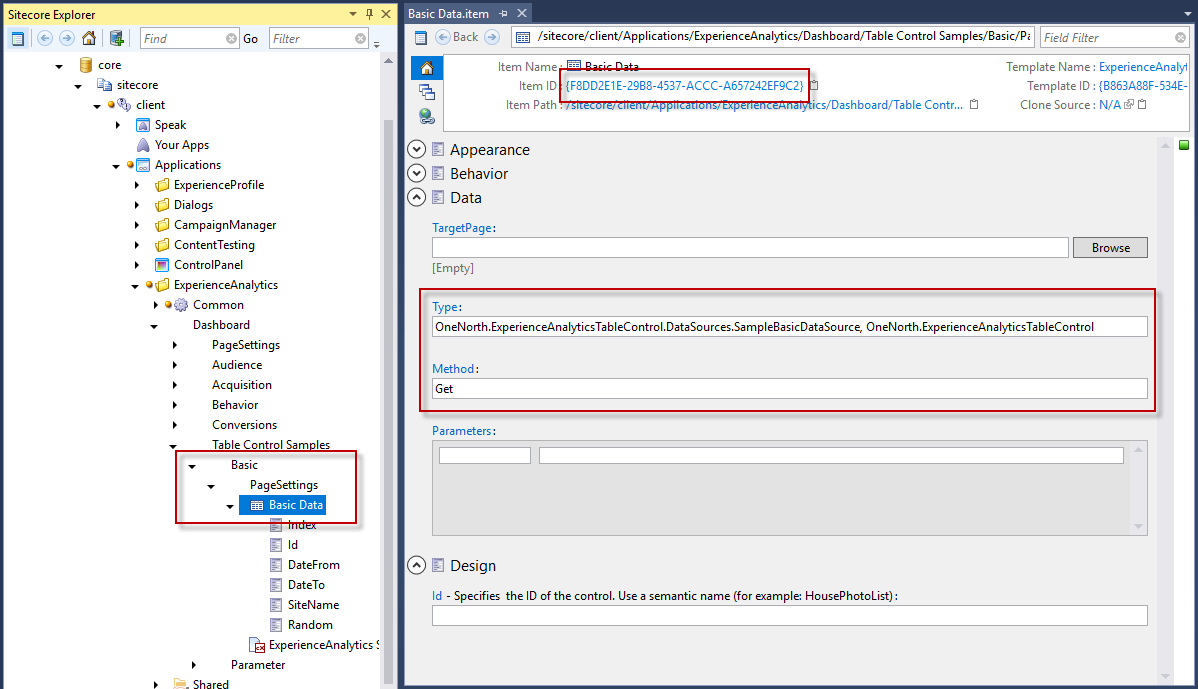 Sitecore Explorer
Find
Go
Filter
core
sitecore
client
Speak
Your Apps
Applications
ExperienceProfile
Dialogs
CampaignManager
ContentTesting
ControlPanel
ExperienceAnalytics
Common
Dashboard
PageSettings
Audience
Acquisition
Behavior
Conversions
Table Control Samples
Basic
PageSettings
Basic Data
Index
Id
DateFrom
DateTo
SiteName
Random
ExperienceAnalytics S
Parameter
Shared
Basic Data.item
Back
/sitecore/client/Applications/ExperienceAnalytics/Dashboard/Table Control Samples/Basic/Pa
Field Filter
Item Name : Basic Data
Template Name : ExperienceAnalyt
Item ID : {F8DD2E1E-29B8-4537-ACCC-A657242EF9C2}
Template ID : {B863A88F-534E-
Item Path : /sitecore/client/Applications/ExperienceAnalytics/Dashboard/Table Contr...
Clone Source : N/A
Appearance
Behavior
Data
TargetPage:
Browse
[Empty]
Type:
OneNorth.ExperienceAnalyticsTableControl.DataSources.SampleBasicDataSource, OneNorth.ExperienceAnalyticsTableControl
Method:
Get
Parameters:
Design
Id - Specifies the ID of the control. Use a semantic name (for example: HousePhotoList):